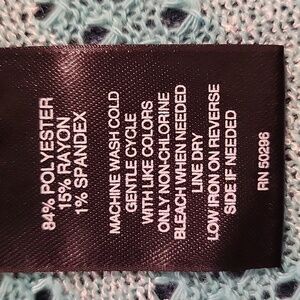 84% POLYESTER
15% RAYON
1% SPANDEX
MACHINE WASH COLD
GENTLE CYCLE
WITH LIKE COLORS
ONLY NON-CHLORINE
BLEACH WHEN NEEDED
LINE DRY
LOW IRON ON REVERSE
SIDE IF NEEDED
RN 50296